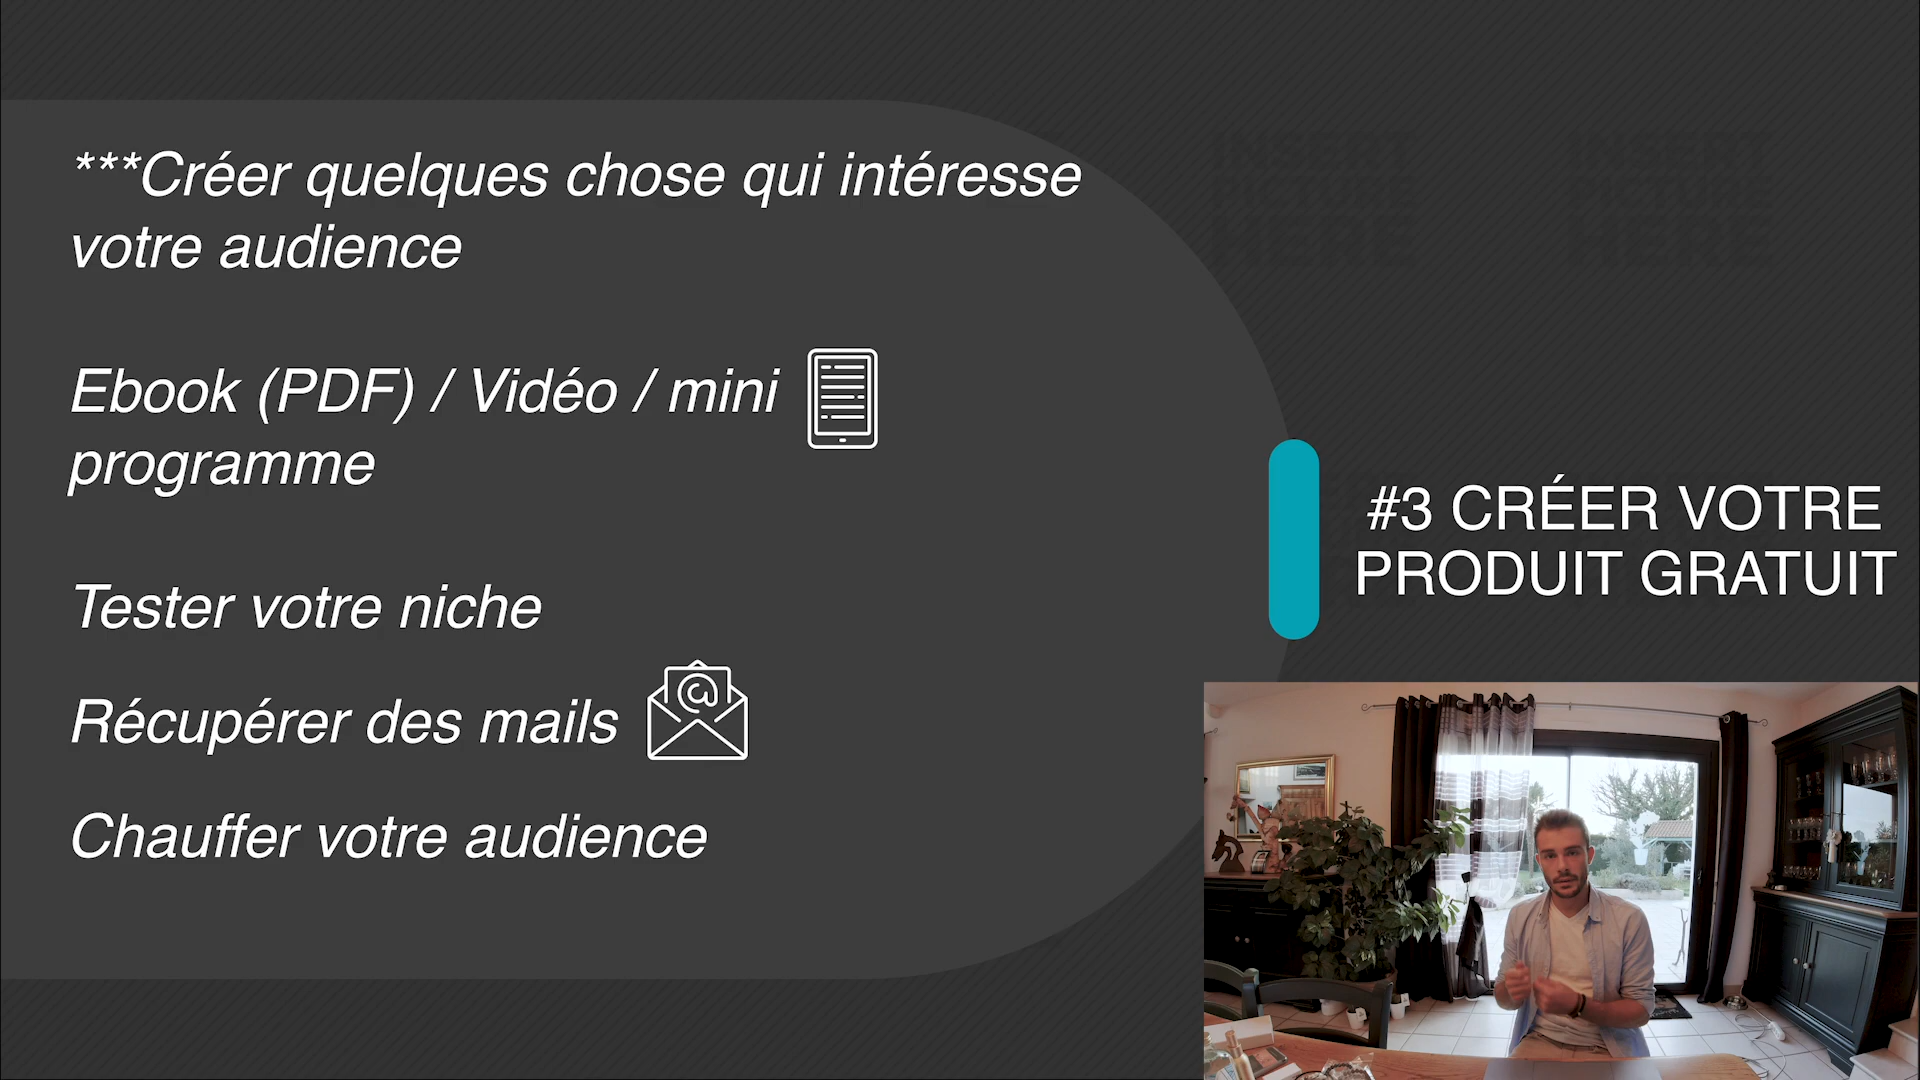 ***Créer quelques chose qui intéresse
votre audience
Ebook (PDF) / Vidéo / mini
programme
Tester votre niche
Récupérer des mails
Chauffer votre audience
#3 CRÉER VOTRE
PRODUIT GRATUIT